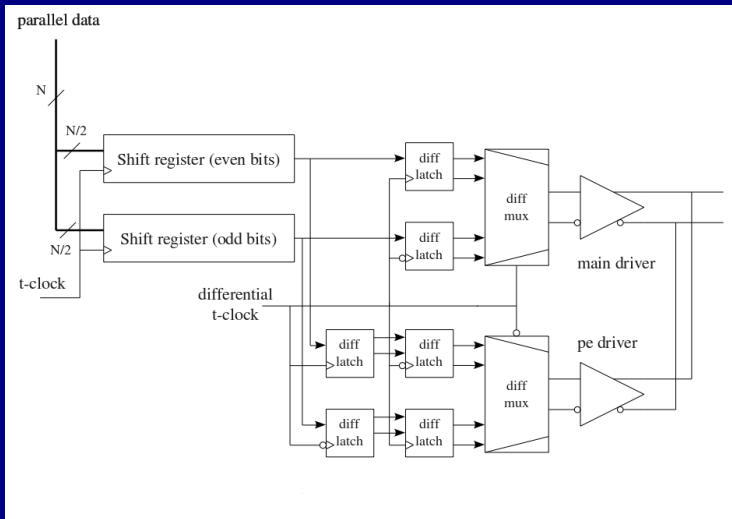 parallel data
N
N/2
Shift register (even bits)
N/2
Shift register (odd bits)
t-clock
differential
t-clock
diff
latch
diff
latch
diff
mux
main driver
diff
latch
diff
latch
diff
latch
diff
latch
diff
mux
pe driver